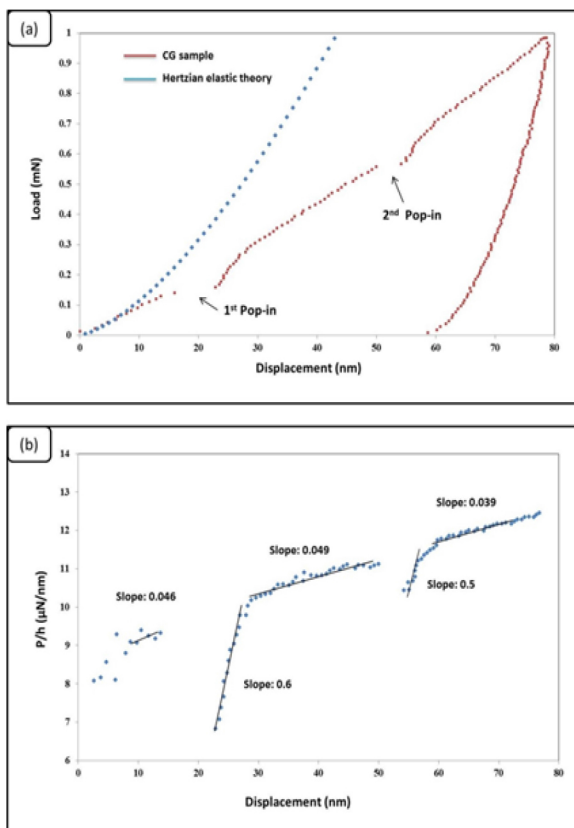 (a)
CG sample
Hertzian elastic theory
Load (mN)
1
0.9
0.8
0.7
0.6
0.5
0.4
0.3
0.2
0.1
0
1st Pop-in
2nd Pop-in
0 10 20 30 40 50 60 70 80
Displacement (nm)
(b)
P/h (μN/nm)
14
13
12
11
10
9
8
7
6
Slope: 0.046
Slope: 0.049
Slope: 0.039
Slope: 0.6
Slope: 0.5
0 10 20 30 40 50 60 70 80
Displacement (nm)